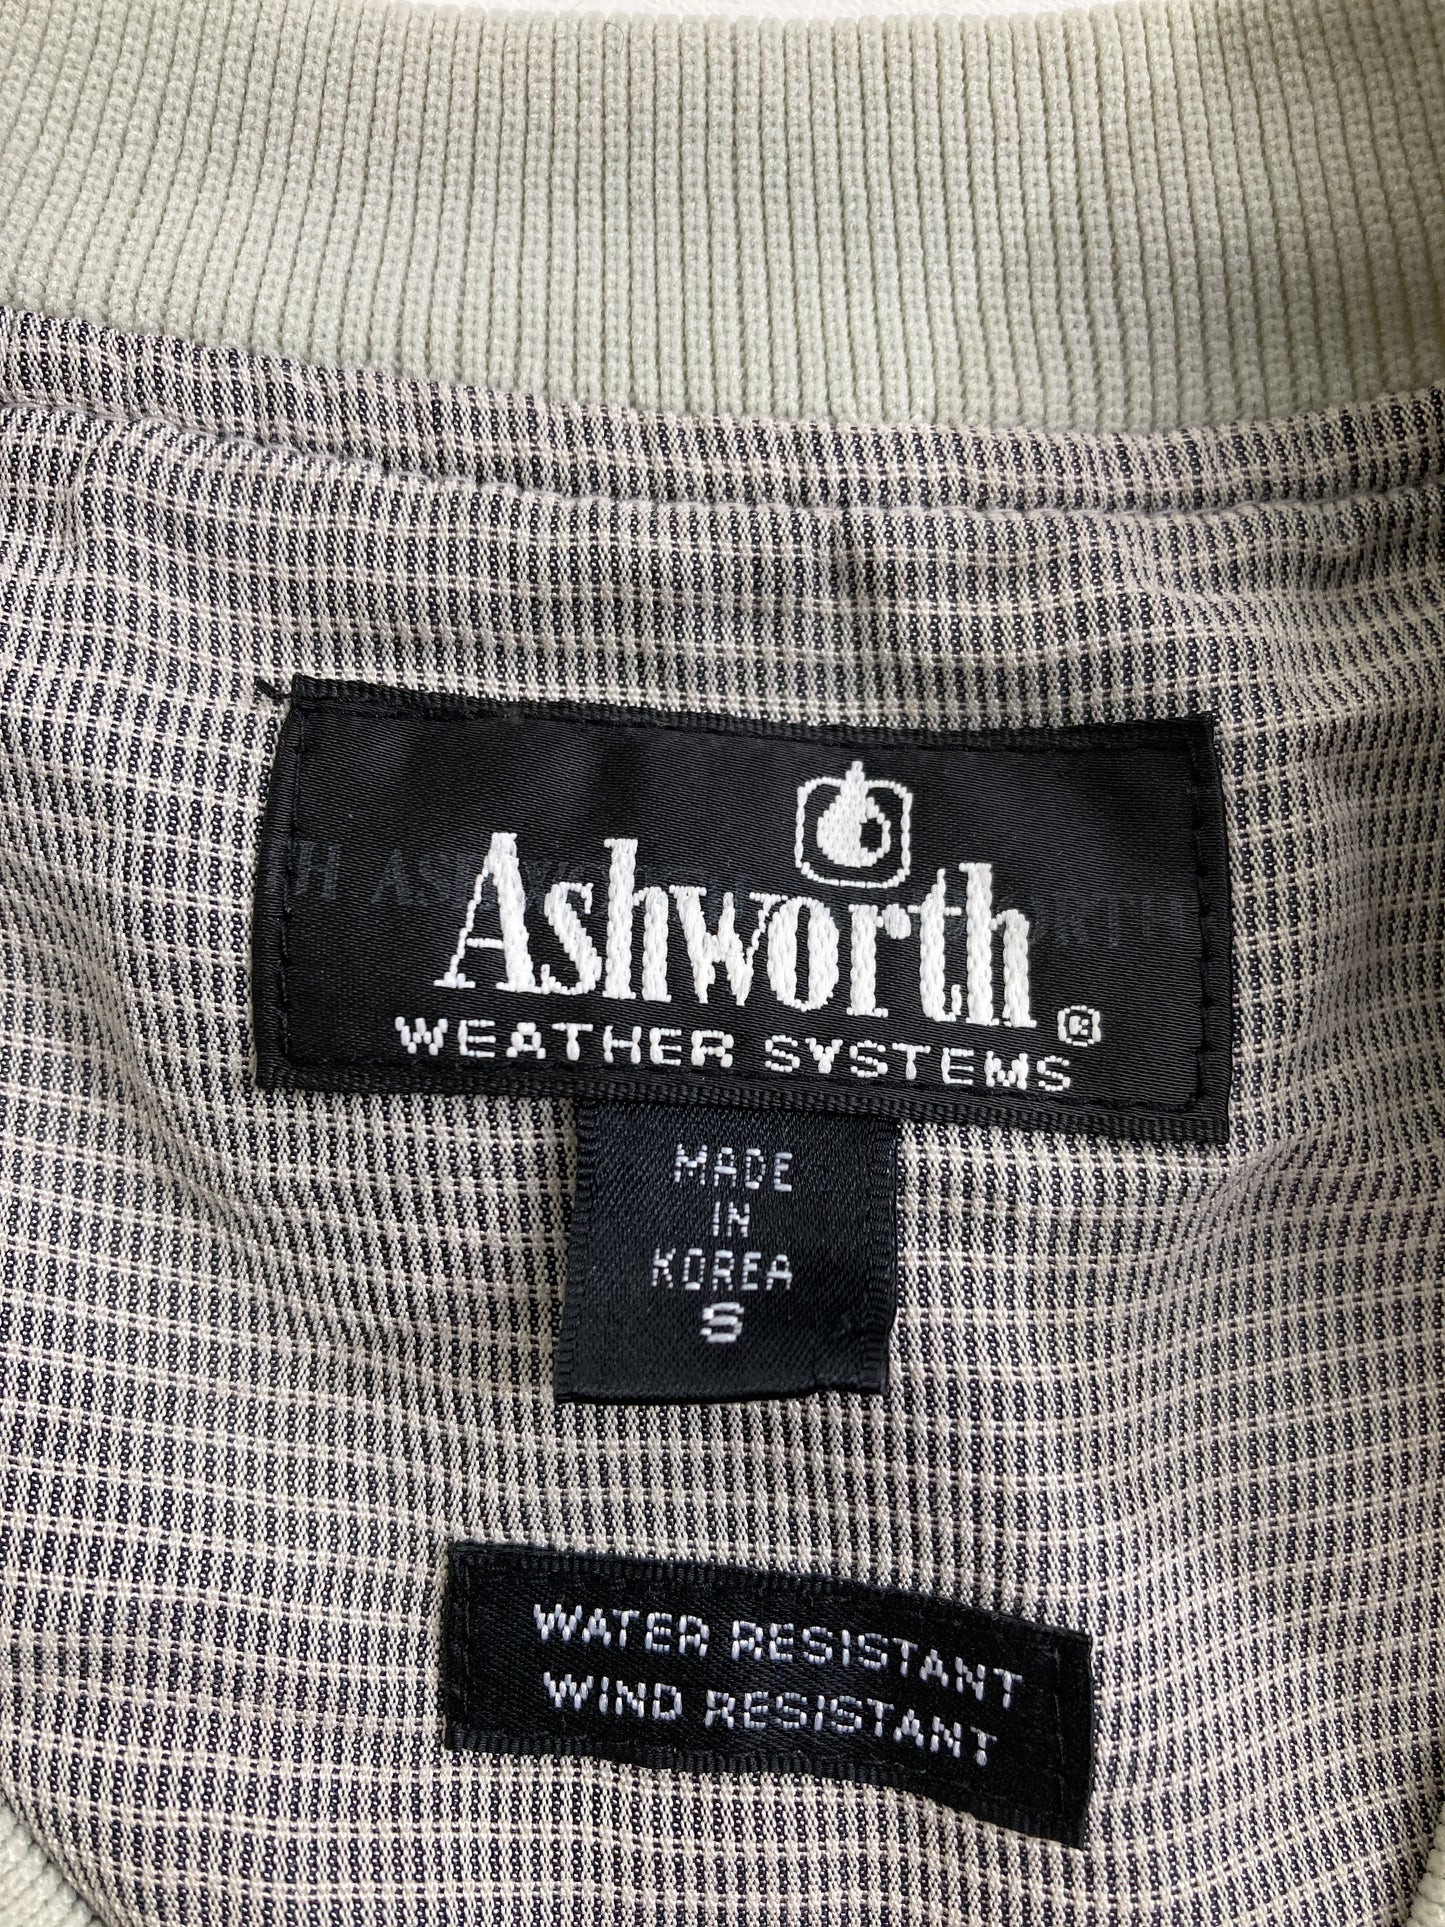 Ashworth®
WEATHER SYSTEMS
MADE
IN
KOREA
S
WATER RESISTANT
WIND RESISTANT